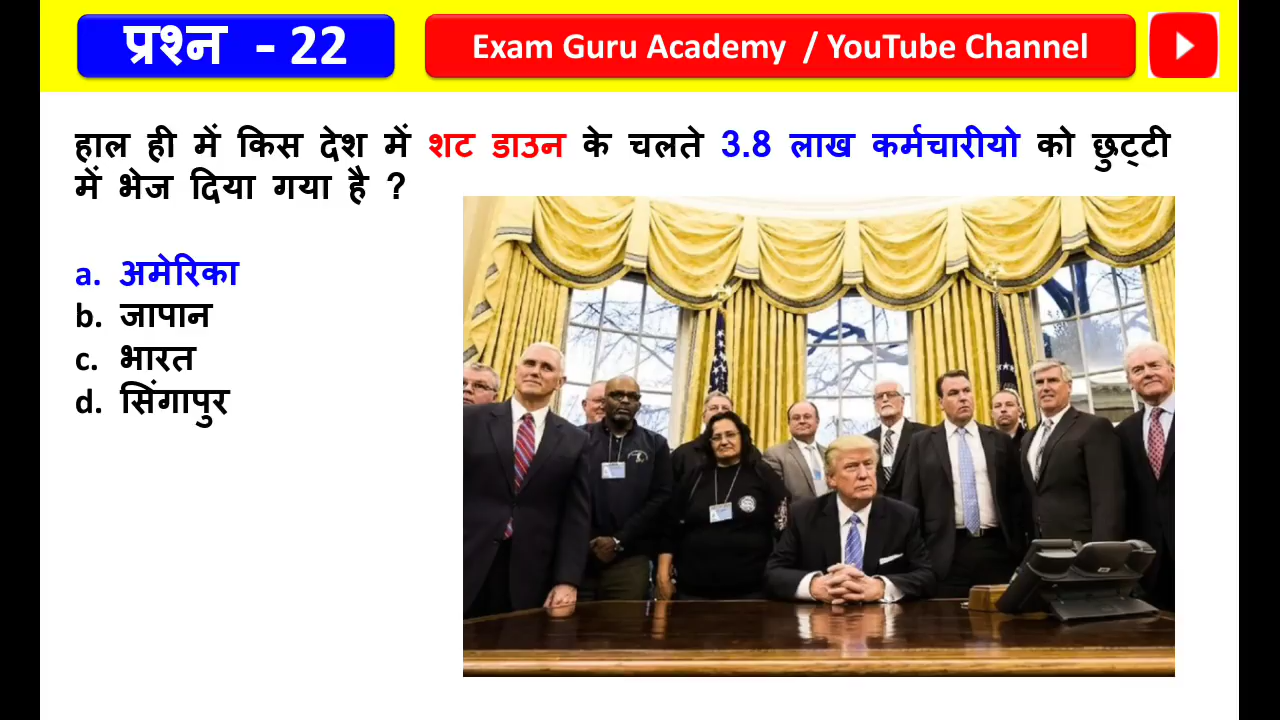 प्रश्न - 22
Exam Guru Academy / YouTube Channel
हाल ही में किस देश में शट डाउन के चलते 3.8 लाख कर्मचारीयो को छुट्टी
में भेज दिया गया है ?
a. अमेरिका
b. जापान
c. भारत
d. सिंगापुर